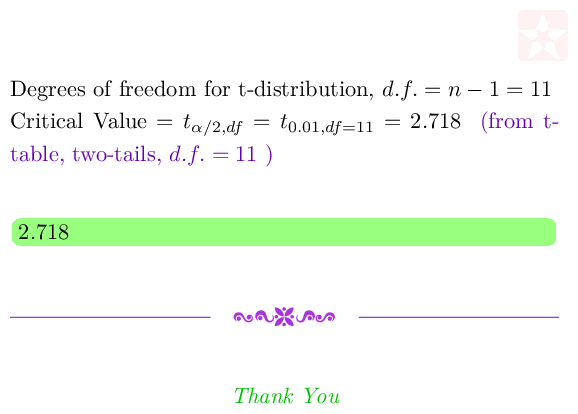 Degrees of freedom for t-distribution, d.f. = n − 1 = 11
Critical Value = t_{α/2,df} = t_{0.01,df=11} = 2.718 (from t-
table, two-tails, d.f. = 11 )
2.718
Thank You